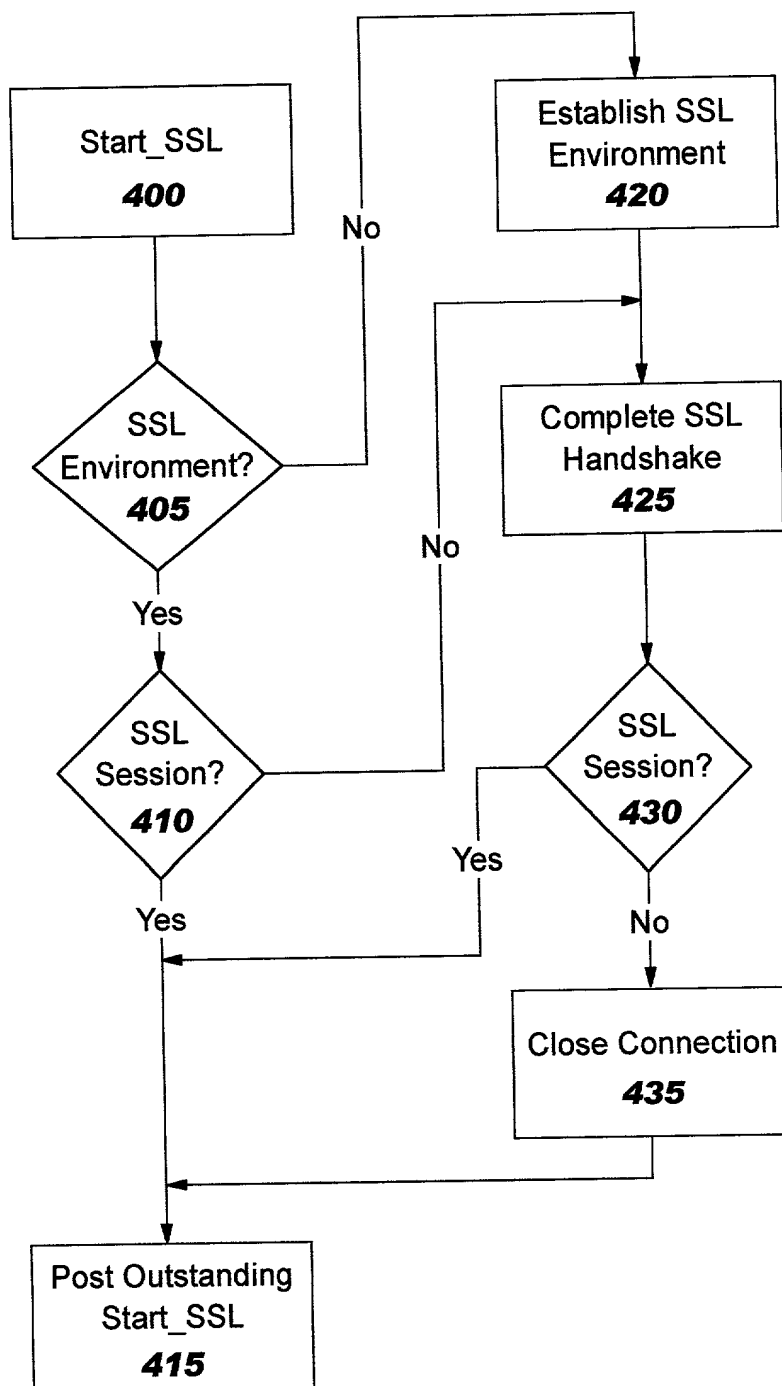 Start_SSL
400
Establish SSL
Environment
420
No
SSL
Environment?
405
Complete SSL
Handshake
425
No
Yes
SSL
Session?
410
SSL
Session?
430
Yes
Yes
No
Close Connection
435
Post Outstanding
Start_SSL
415